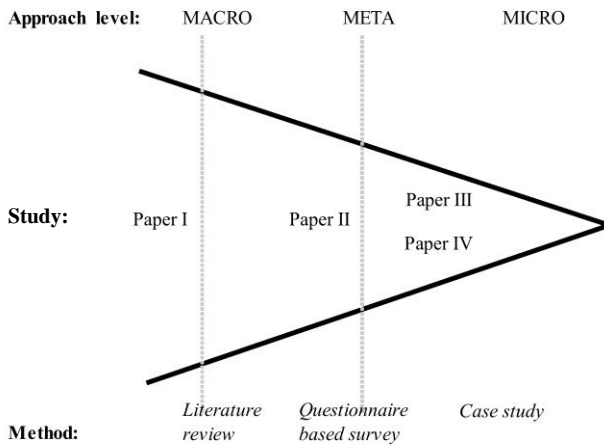 Approach level: MACRO META MICRO
Paper III
Study: Paper I Paper II
Paper IV
Literature Questionnaire Case study
Method: review based survey